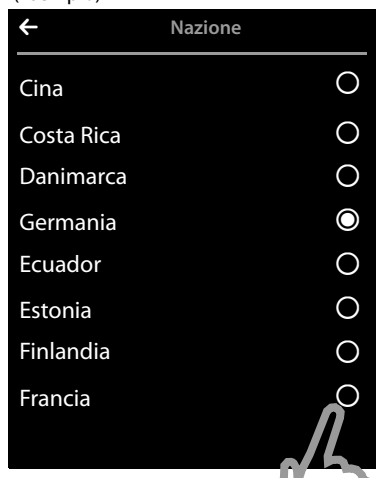 Nazione
Cina
Costa Rica
Danimarca
Germania
Ecuador
Estonia
Finlandia
Francia